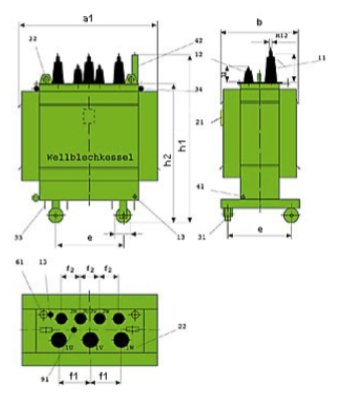 a1
b
22
42
12
H12
11
34
21
h2
h1
Wellblechkessel
41
33
e
13
31
e
61
13
f2 f2 f2
1U 1V 1W
22
91
f1 f1